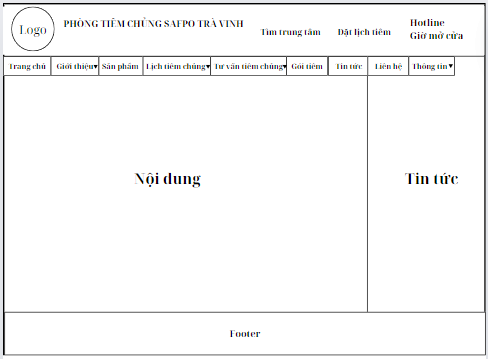 Logo
PHÒNG TIÊM CHỦNG SAFPO TRÀ VINH
Tìm trung tâm
Đặt lịch tiêm
Hotline
Giờ mở cửa
Trang chủ
Giới thiệu
Sản phẩm
Lịch tiêm chủng
Tư vấn tiêm chủng
Gói tiêm
Tin tức
Liên hệ
Thông tin
Nội dung
Tin tức
Footer